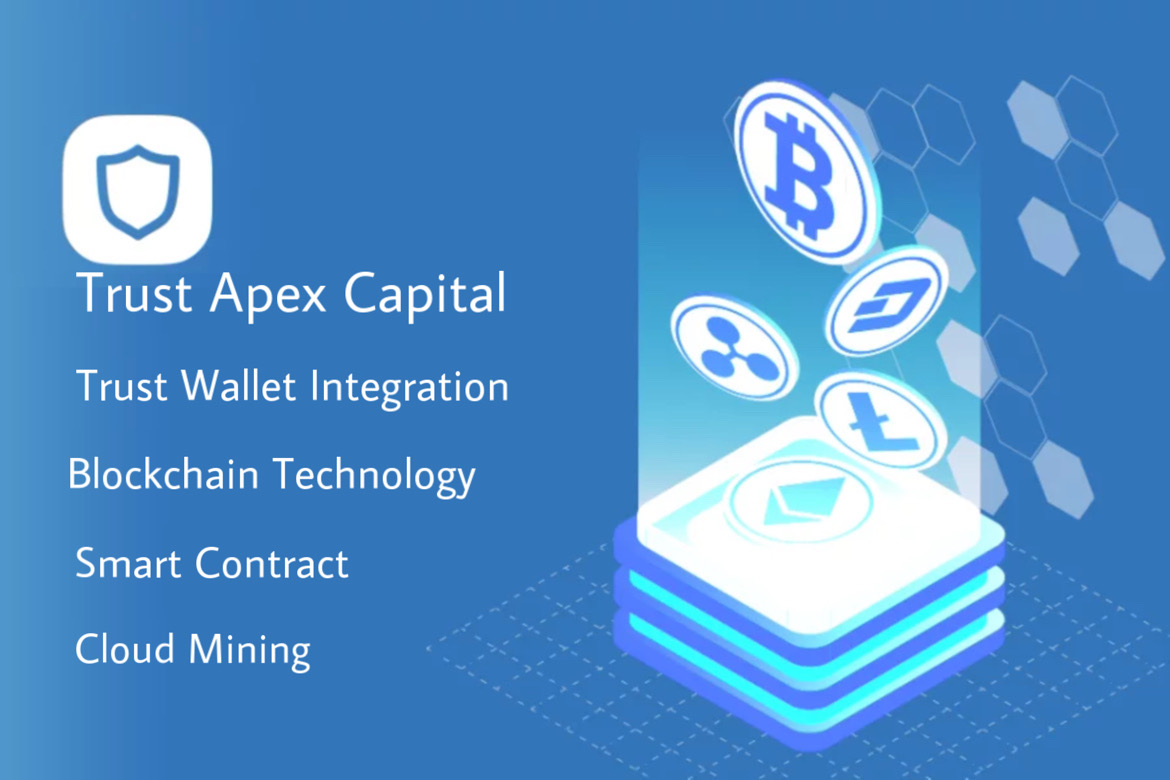 Trust Apex Capital
Trust Wallet Integration
Blockchain Technology
Smart Contract
Cloud Mining